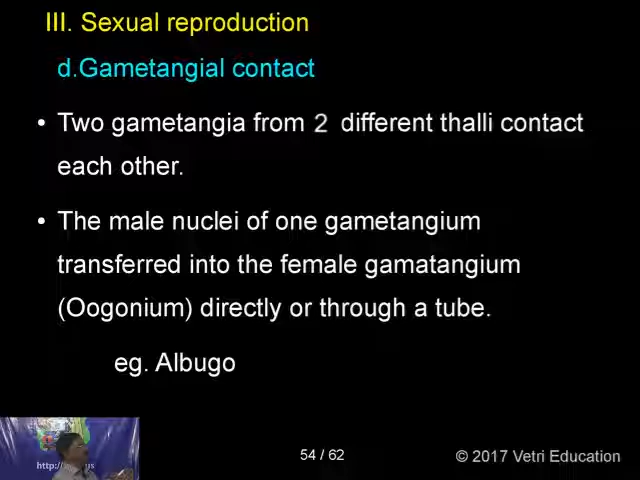 III. Sexual reproduction
d.Gametangial contact
• Two gametangia from 2 different thalli contact
each other.
• The male nuclei of one gametangium
transferred into the female gamatangium
(Oogonium) directly or through a tube.
eg. Albugo
54 / 62
© 2017 Vetri Education